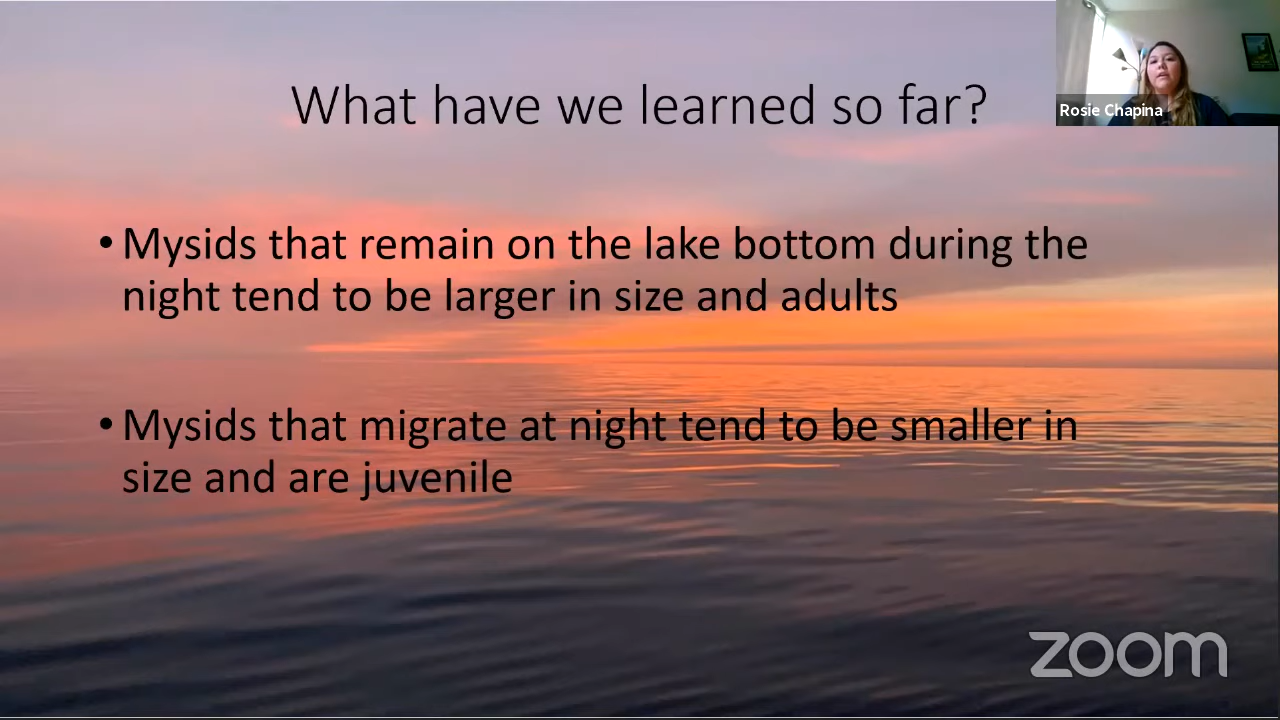 What have we learned so far?
Rosie Chapina
• Mysids that remain on the lake bottom during the
night tend to be larger in size and adults
• Mysids that migrate at night tend to be smaller in
size and are juvenile
zoom